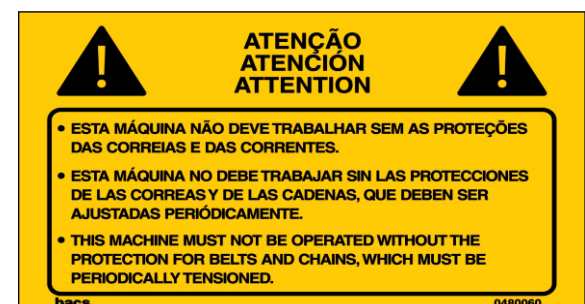 ATENÇÃO
ATENCIÓN
ATTENTION
• ESTA MÁQUINA NÃO DEVE TRABALHAR SEM AS PROTEÇÕES
DAS CORREIAS E DAS CORRENTES.
• ESTA MÁQUINA NO DEBE TRABAJAR SIN LAS PROTECCIONES
DE LAS CORREAS Y DE LAS CADENAS, QUE DEBEN SER
AJUSTADAS PERIÓDICAMENTE.
• THIS MACHINE MUST NOT BE OPERATED WITHOUT THE
PROTECTION FOR BELTS AND CHAINS, WHICH MUST BE
PERIODICALLY TENSIONED.
bacs 0480060